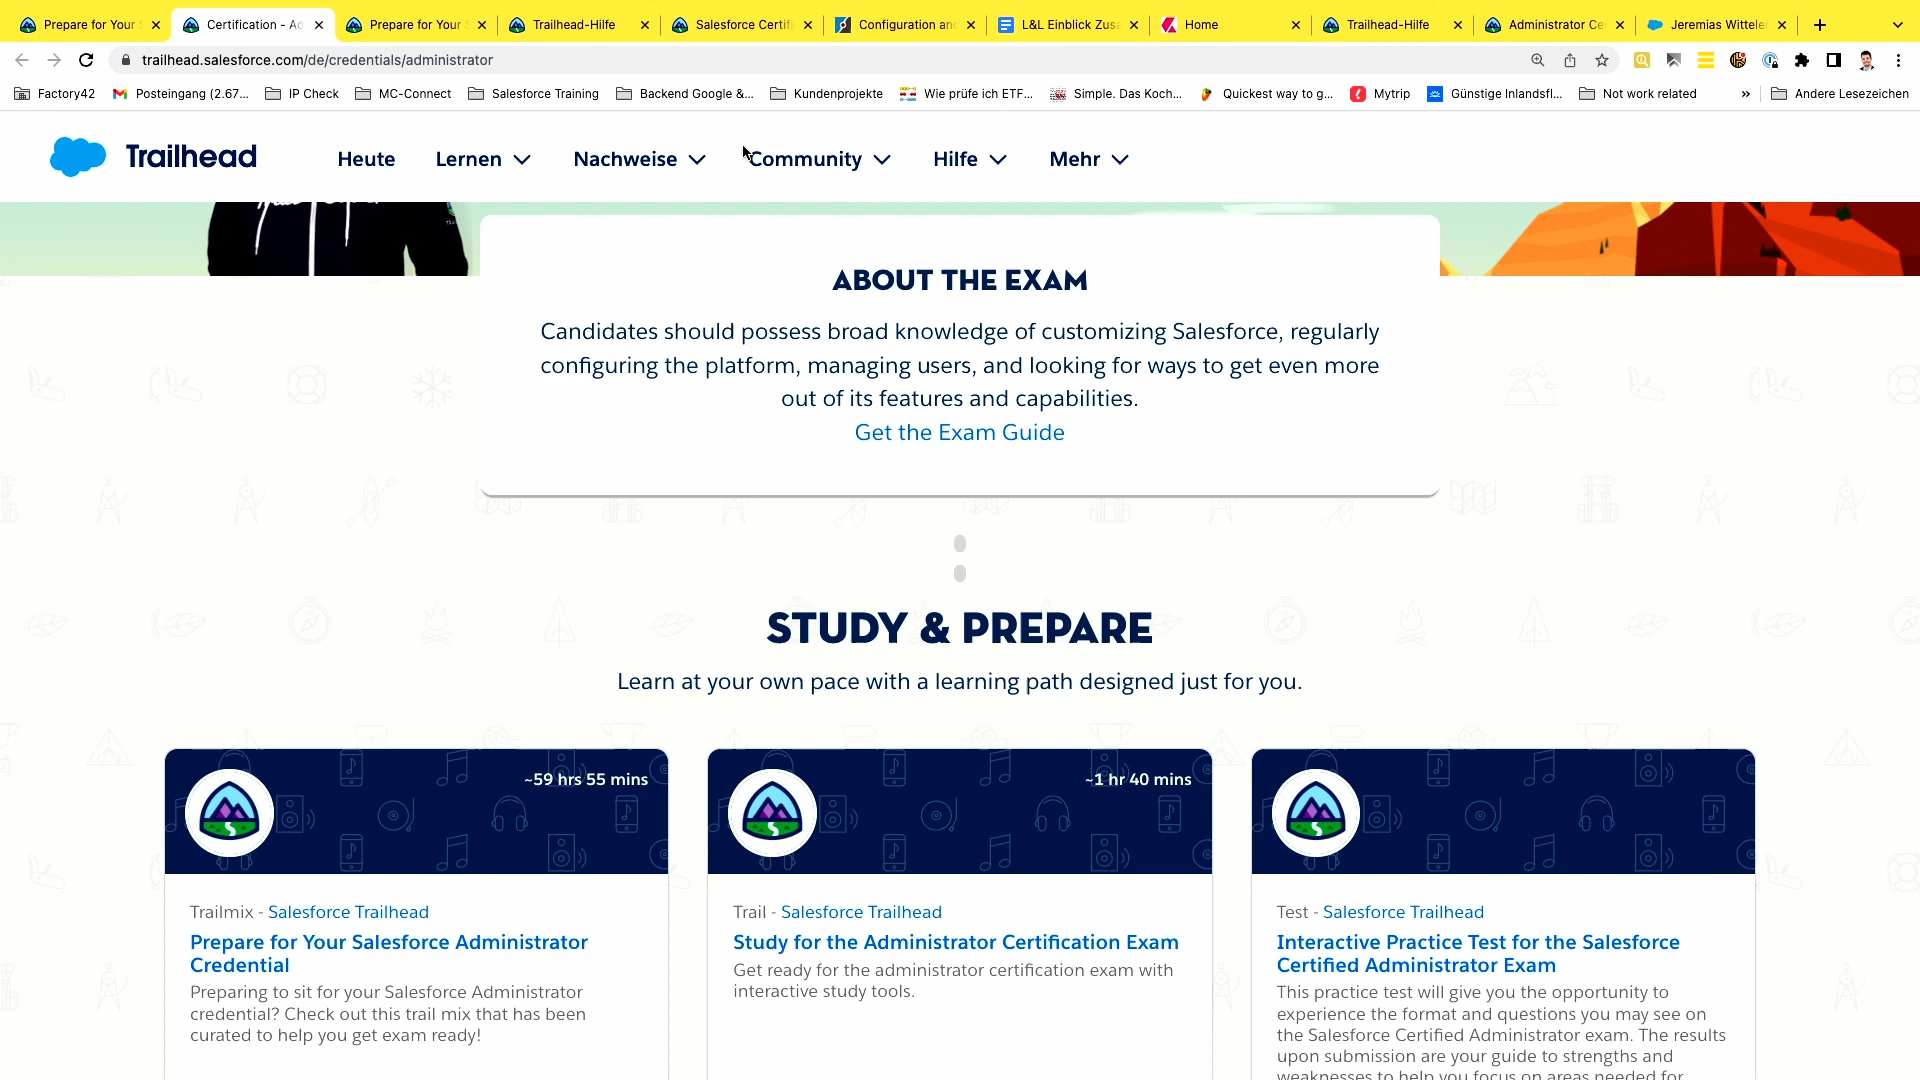 Prepare for Your
Certification - Ad
Prepare for Your
Trailhead-Hilfe
Salesforce Certifi
Configuration an
L&L Einblick Zus
Home
Trailhead-Hilfe
Administrator Ce
Jeremias Witteler
trailhead.salesforce.com/de/credentials/administrator
Factory42
Posteingang (2.67...
IP Check
MC-Connect
Salesforce Training
Backend Google &...
Kundenprojekte
Wie prüfe ich ETF...
Simple. Das Koch...
Quickest way to g...
Mytrip
Günstige Inlandsfl...
Not work related
»
Andere Lesezeichen
Trailhead
Heute
Lernen
Nachweise
Community
Hilfe
Mehr
ABOUT THE EXAM
Candidates should possess broad knowledge of customizing Salesforce, regularly
configuring the platform, managing users, and looking for ways to get even more
out of its features and capabilities.
Get the Exam Guide
STUDY & PREPARE
Learn at your own pace with a learning path designed just for you.
~59 hrs 55 mins
Trailmix - Salesforce Trailhead
Prepare for Your Salesforce Administrator
Credential
Preparing to sit for your Salesforce Administrator
credential? Check out this trail mix that has been
curated to help you get exam ready!
~1 hr 40 mins
Trail - Salesforce Trailhead
Study for the Administrator Certification Exam
Get ready for the administrator certification exam with
interactive study tools.
Test - Salesforce Trailhead
Interactive Practice Test for the Salesforce
Certified Administrator Exam
This practice test will give you the opportunity to
experience the format and questions you may see on
the Salesforce Certified Administrator exam. The results
upon submission are your guide to strengths and
weaknesses to help you focus on areas needed for